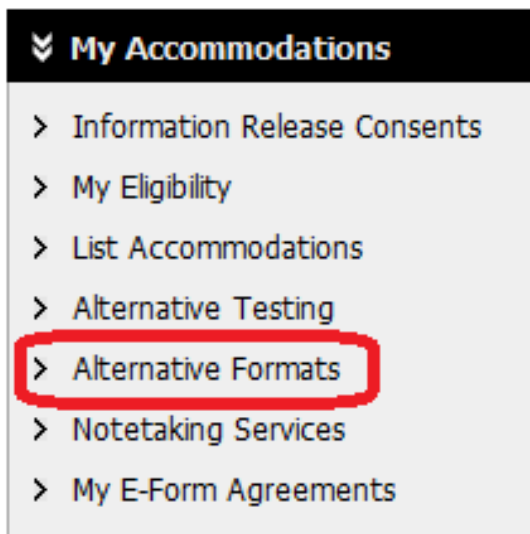 My Accommodations
Information Release Consents
My Eligibility
List Accommodations
Alternative Testing
Alternative Formats
Notetaking Services
My E-Form Agreements